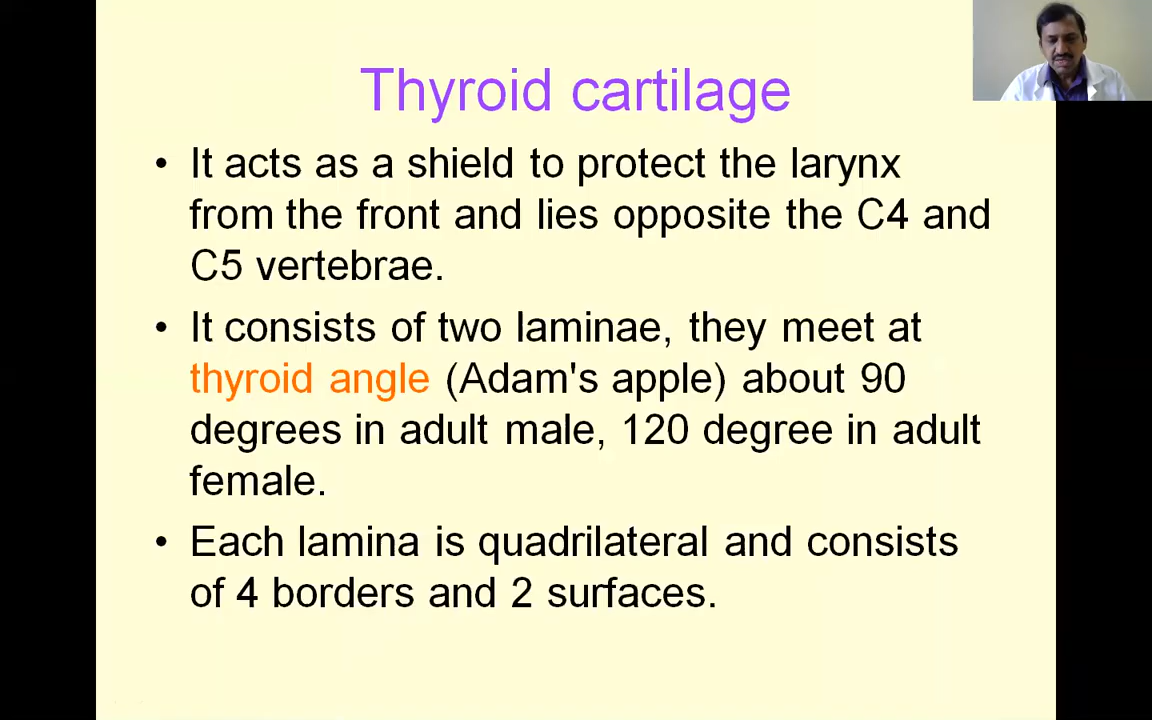 Thyroid cartilage
• It acts as a shield to protect the larynx
from the front and lies opposite the C4 and
C5 vertebrae.
• It consists of two laminae, they meet at
thyroid angle (Adam's apple) about 90
degrees in adult male, 120 degree in adult
female.
• Each lamina is quadrilateral and consists
of 4 borders and 2 surfaces.